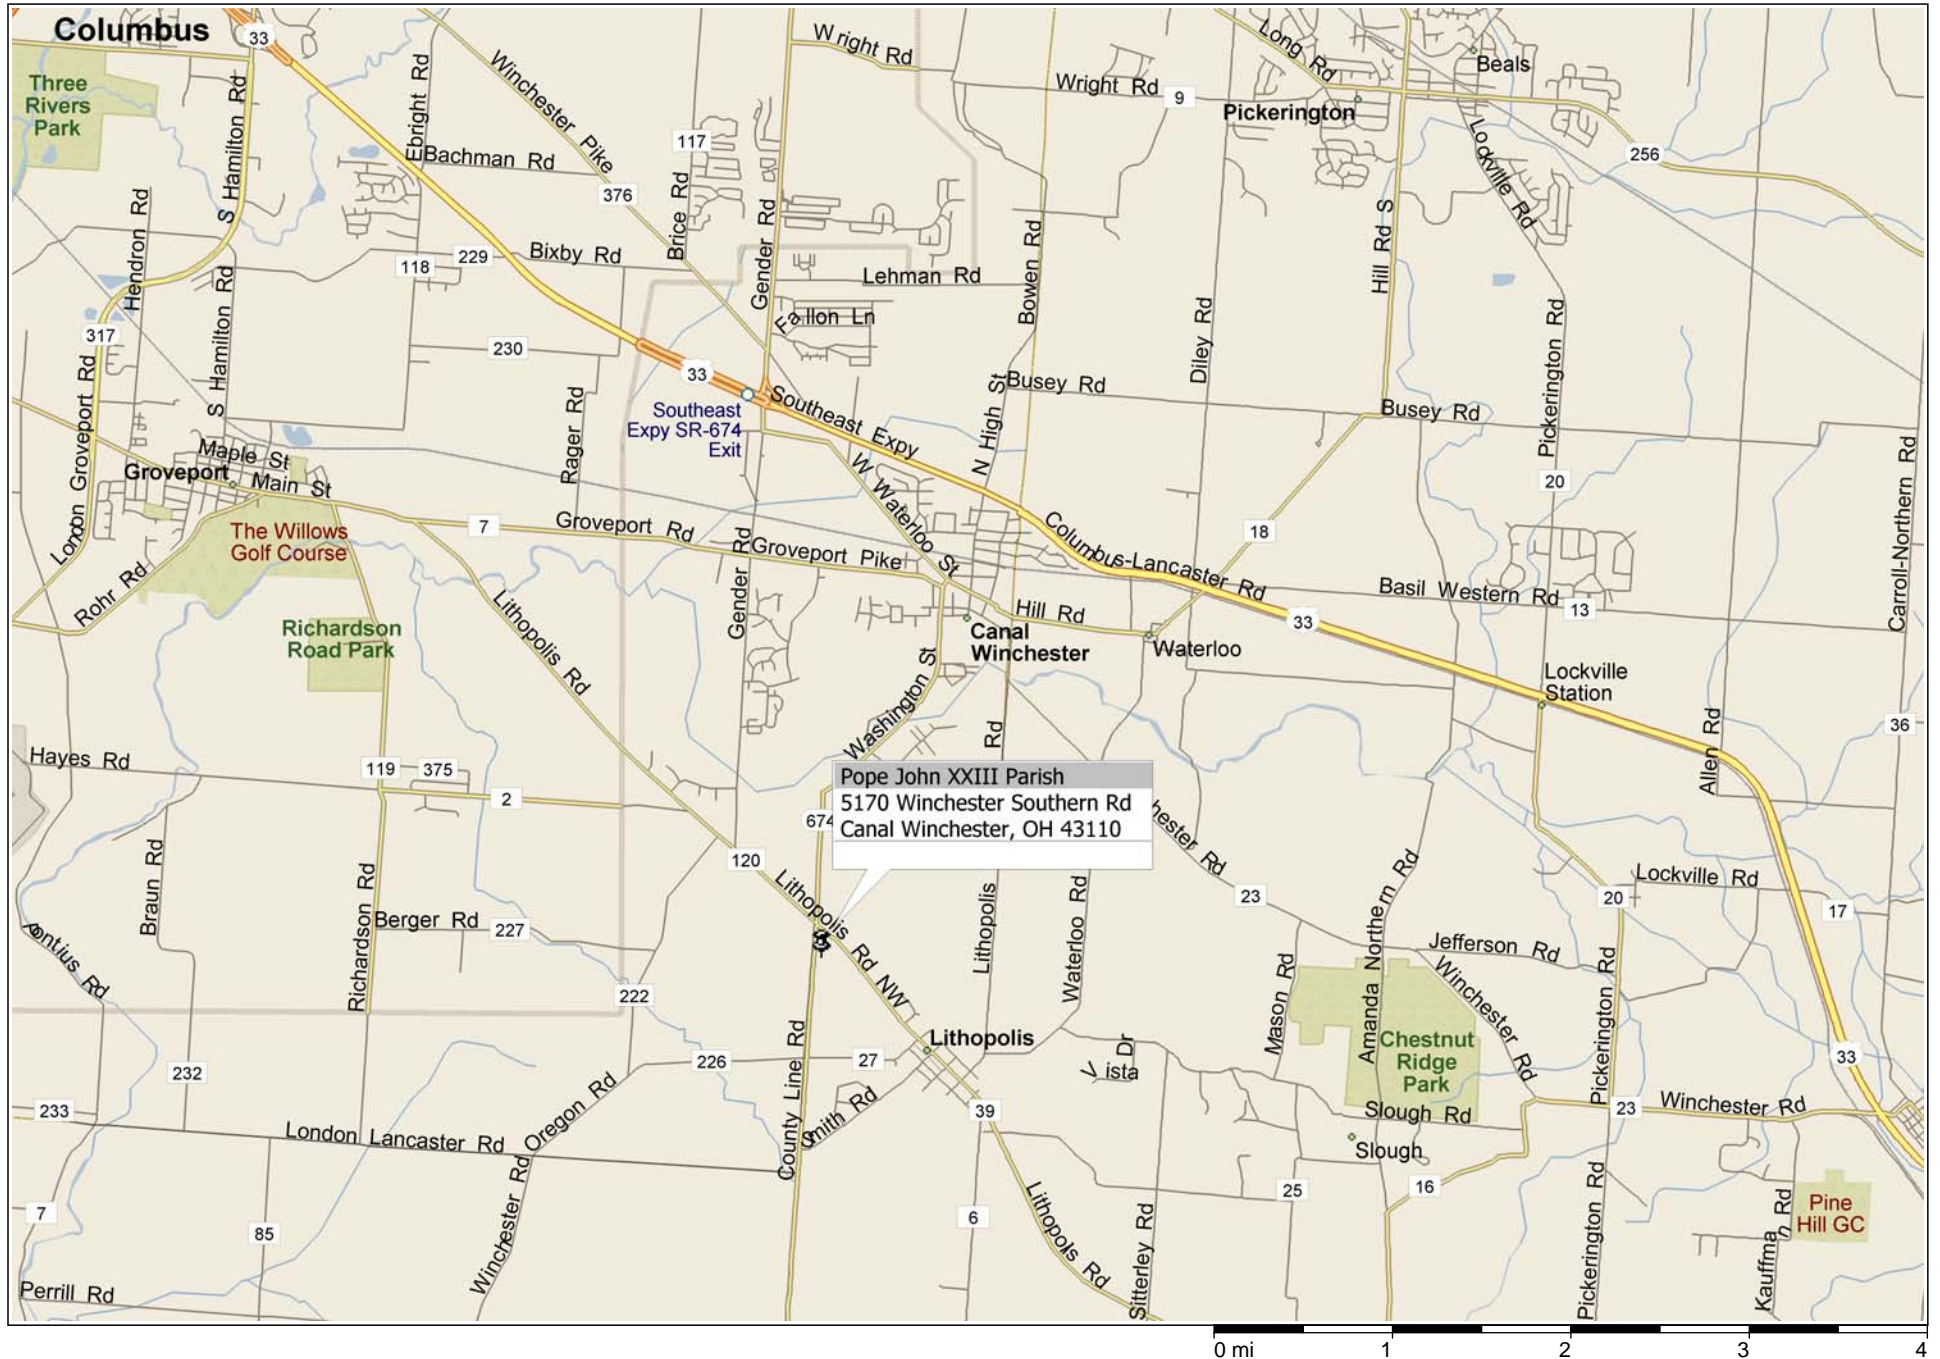 Columbus
33
Three
Rivers
Park
S Hamilton Rd
Ebright Rd
Winchester Pike
Wright Rd
Long Rd
Beals
Wright Rd
9
Pickerington
256
Lockville Rd
117
Bachman Rd
376
Brice Rd
Gender Rd
Hendron Rd
118
229
Bixby Rd
Lehman Rd
Bowen Rd
Hill Rd S
Diley Rd
Pickerington Rd
317
S Hamilton Rd
230
Fallon Ln
33
Southeast
Expy SR-674
Exit
Southeast Expy
N High St
Busey Rd
Busey Rd
London Groveport Rd
Rager Rd
Maple St
Groveport
Main St
W Waterloo St
20
Carroll-Northern Rd
The Willows
Golf Course
7
Groveport Rd
Groveport Pike
Gender Rd
Columbus-Lancaster Rd
18
Rohr Rd
Lithopolis Rd
Basil Western Rd
13
Hill Rd
33
Richardson
Road Park
Canal
Winchester
Waterloo
Washington St
Lockville
Station
Rd
Allen Rd
36
Hayes Rd
119
375
2
Pope John XXIII Parish
5170 Winchester Southern Rd
Canal Winchester, OH 43110
674
hester Rd
120
Lithopolis Rd NW
Braun Rd
Richardson Rd
Berger Rd
227
Lithopolis
Waterloo Rd
23
Amanda Northern Rd
Lockville Rd
20
17
Pontius Rd
222
Jefferson Rd
Mason Rd
Winchester Rd
Pickerington Rd
Chestnut
Ridge
Park
33
Lithopolis
226
27
County Line Rd
Vista Dr
232
233
Oregon Rd
Smith Rd
39
Slough Rd
23
Winchester Rd
London Lancaster Rd
Slough
Winchester Rd
25
16
7
85
6
Lithopolis Rd
Sitterley Rd
Pickerington Rd
Kauffman Rd
Pine
Hill GC
Perrill Rd
0 mi 1 2 3 4